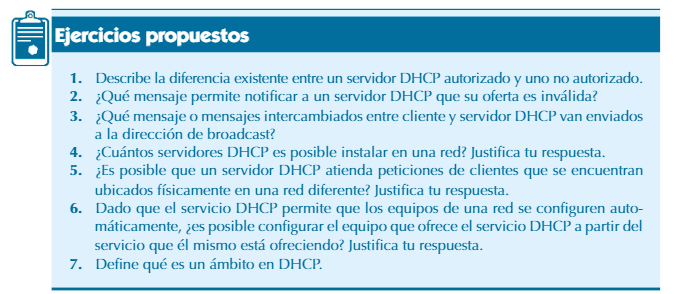 Ejercicios propuestos
1. Describe la diferencia existente entre un servidor DHCP autorizado y uno no autorizado.
2. ¿Qué mensaje permite notificar a un servidor DHCP que su oferta es inválida?
3. ¿Qué mensaje o mensajes intercambiados entre cliente y servidor DHCP van enviados
a la dirección de broadcast?
4. ¿Cuántos servidores DHCP es posible instalar en una red? Justifica tu respuesta.
5. ¿Es posible que un servidor DHCP atienda peticiones de clientes que se encuentran
ubicados físicamente en una red diferente? Justifica tu respuesta.
6. Dado que el servicio DHCP permite que los equipos de una red se configuren auto-
máticamente, ¿es posible configurar el equipo que ofrece el servicio DHCP a partir del
servicio que él mismo está ofreciendo? Justifica tu respuesta.
7. Define qué es un ámbito en DHCP.